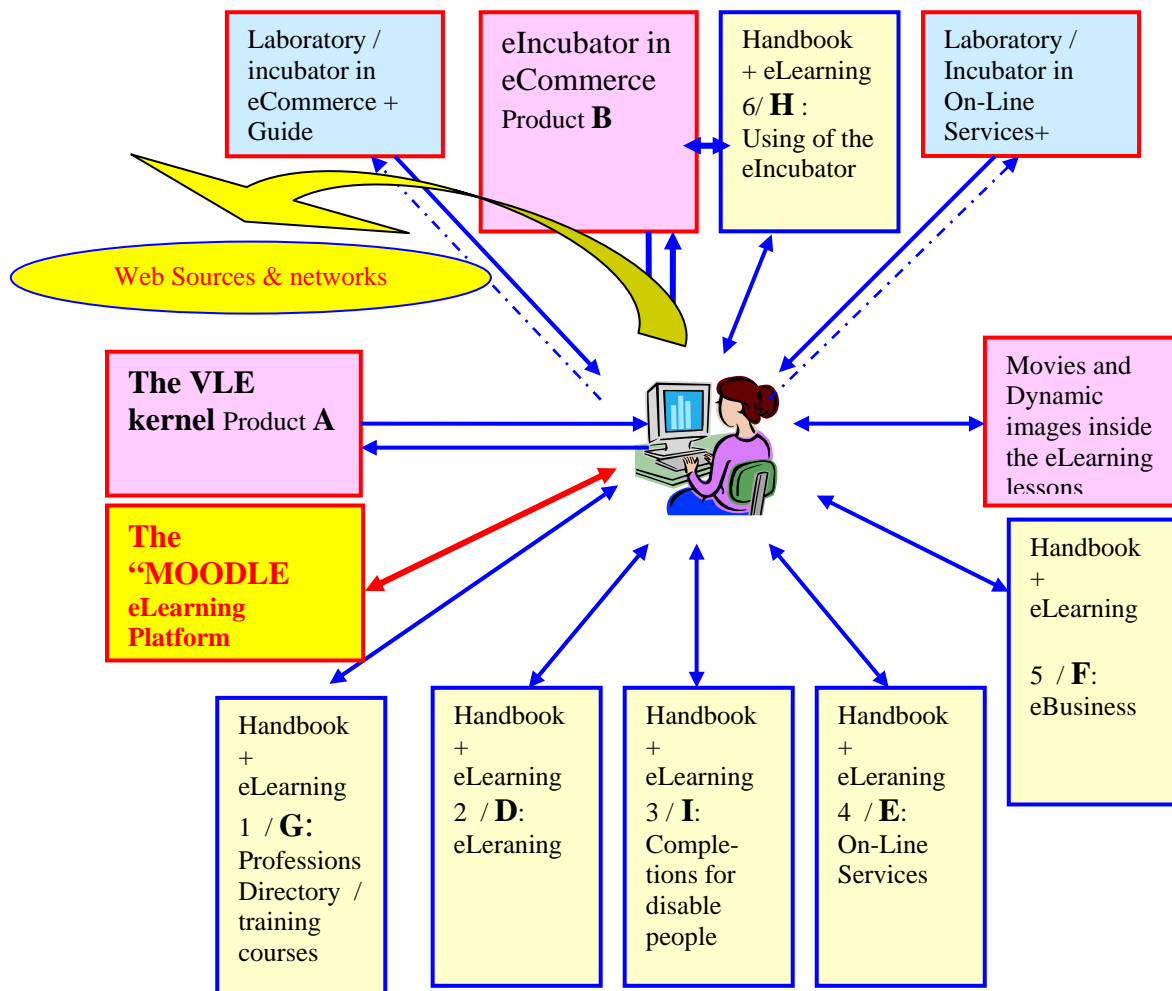 Laboratory /
incubator in
eCommerce +
Guide
eIncubator in
eCommerce
Product B
Handbook
+ eLearning
6/ H :
Using of the
eIncubator
Laboratory /
Incubator in
On-Line
Services+
Web Sources & networks
The VLE
kernel Product A
Movies and
Dynamic
images inside
the eLearning
lessons
The
“MOODLE
eLearning
Platform
Handbook
+
eLearning
5 / F:
eBusiness
Handbook
+
eLearning
1 / G:
Professions
Directory /
training
courses
Handbook
+ eLearning
2 / D:
eLeraning
Handbook
+ eLearning
3 / I:
Comple-
tions for
disable
people
Handbook
+
eLeraning
4 / E:
On-Line
Services